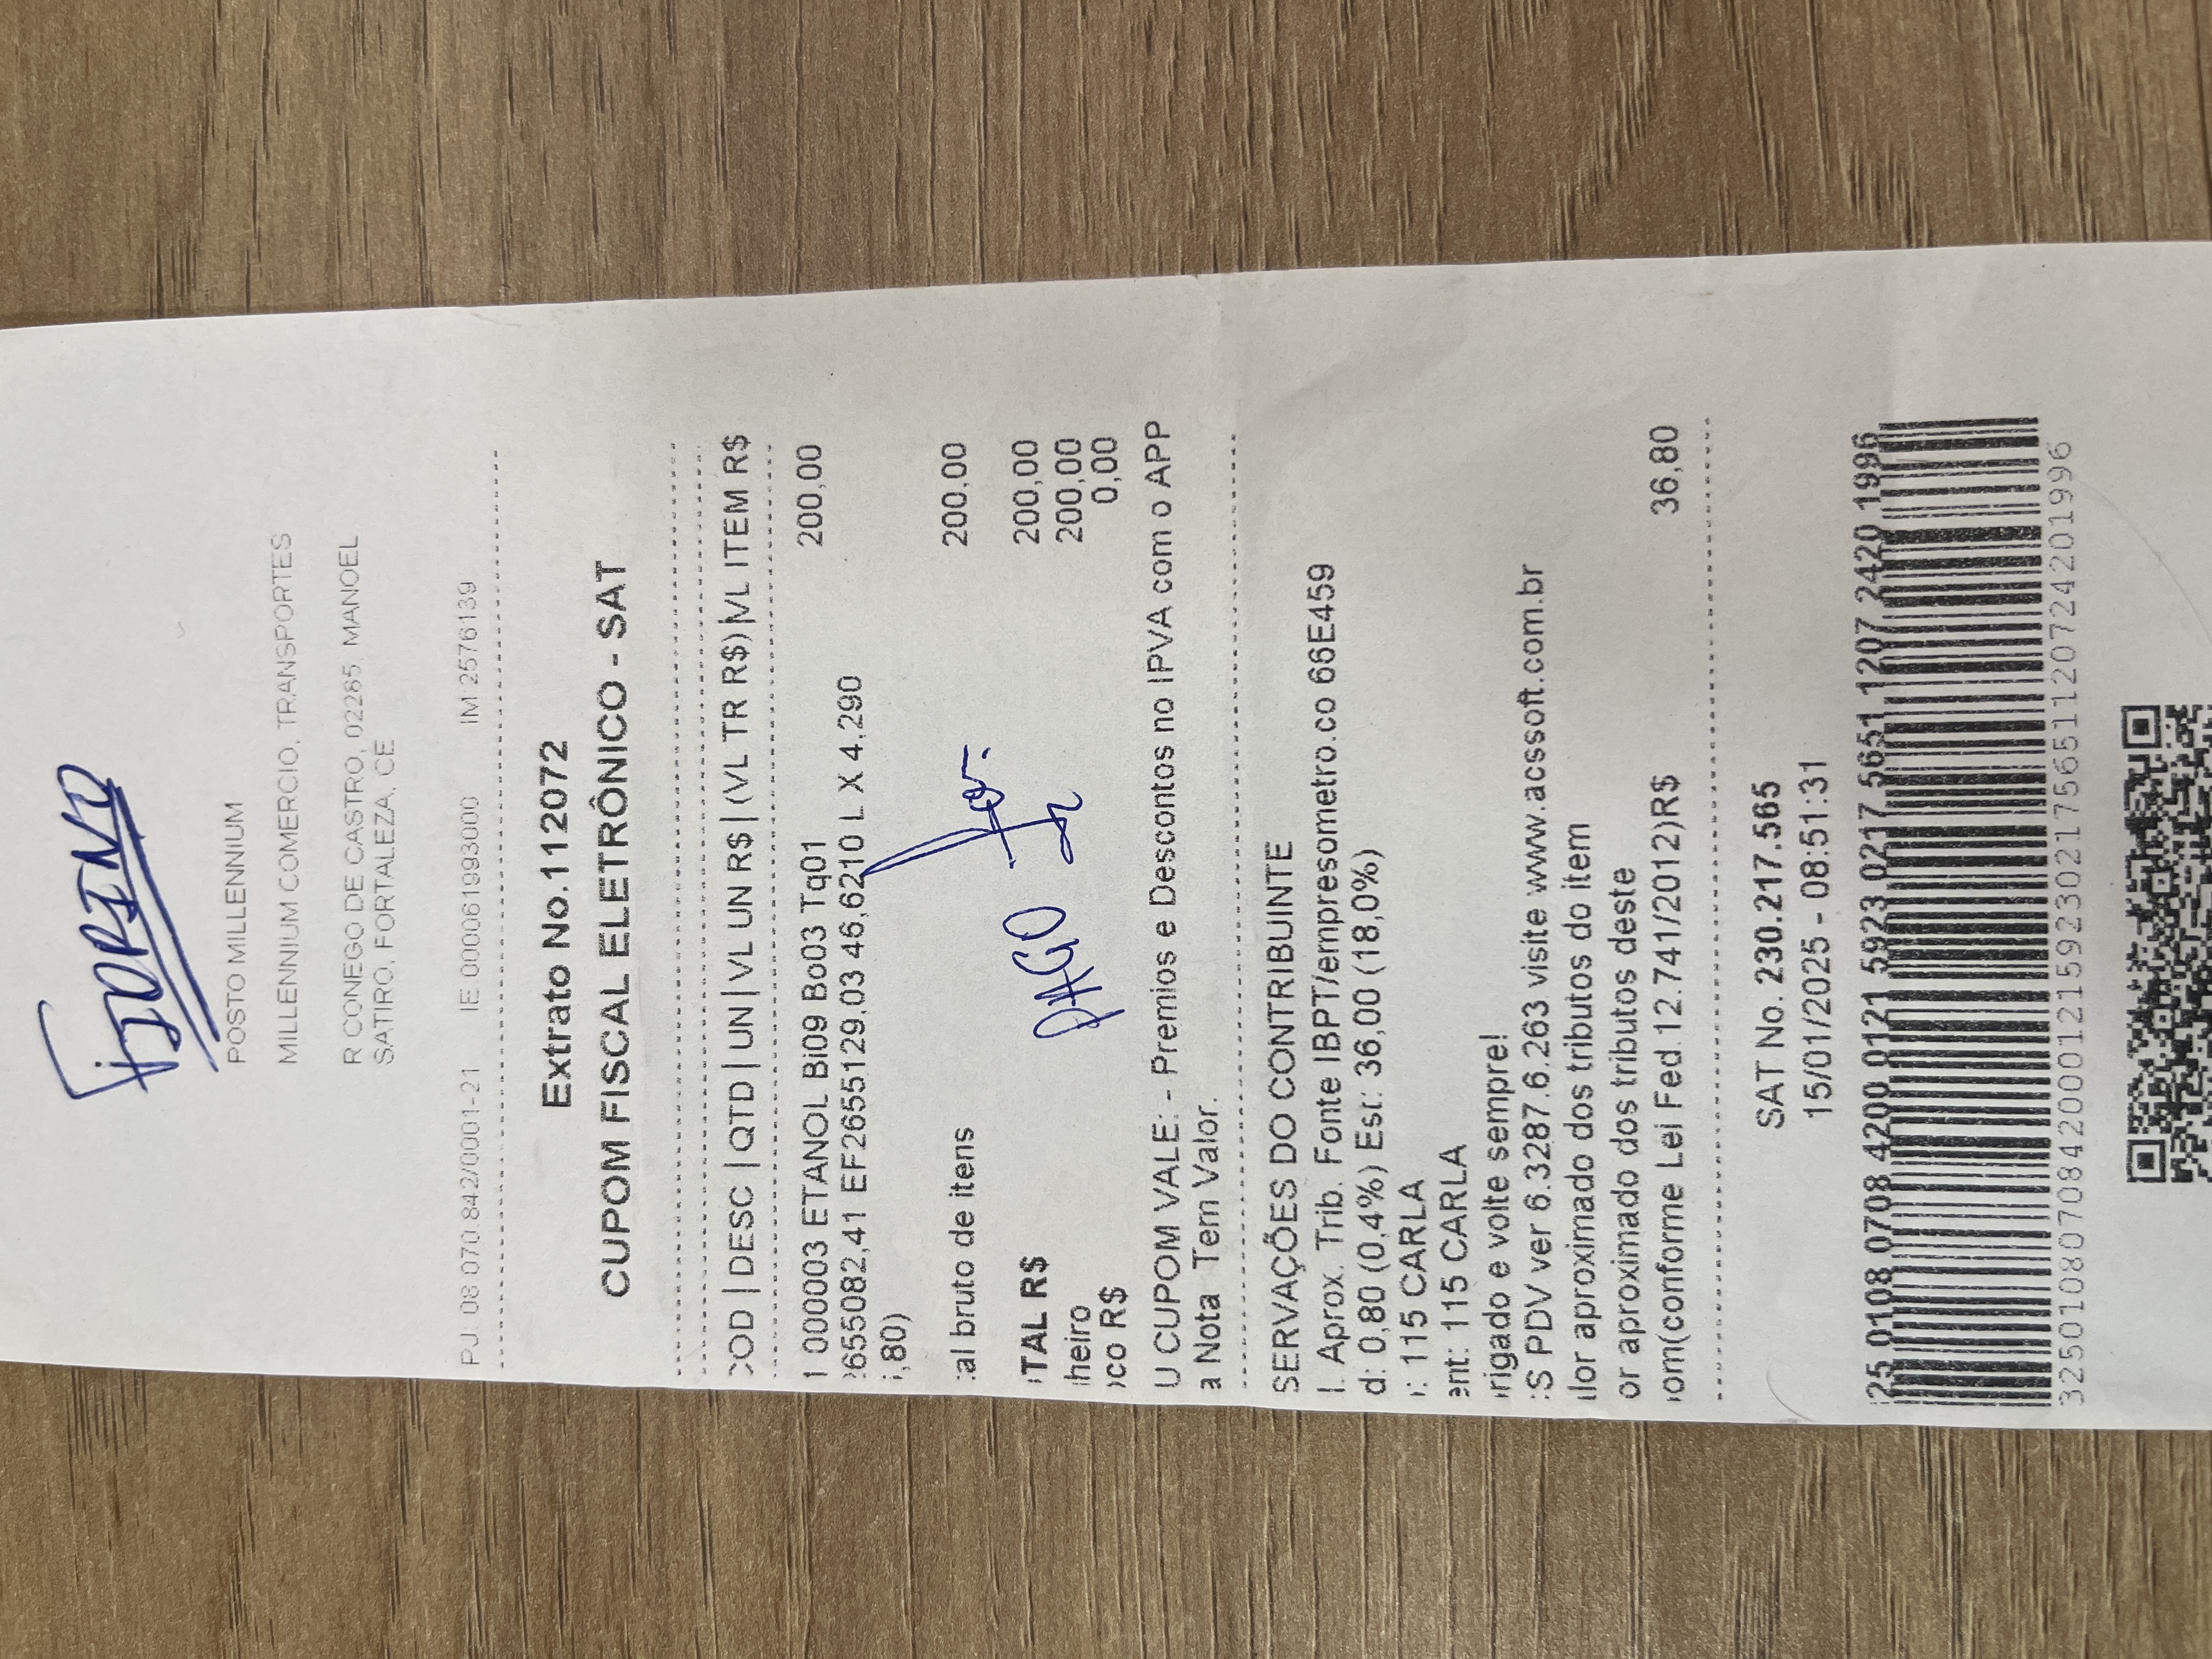 FIORINO
POSTO MILLENNIUM
MILLENNIUM COMERCIO, TRANSPORTES
R CONEGO DE CASTRO, 02285, MANOEL
SATIRO, FORTALEZA, CE
PJ. 08.070.842/0001-21 IE.000061993000 IM 2576139
Extrato No.112072
CUPOM FISCAL ELETRÔNICO - SAT
COD|DESC|QTD|UN|VL UN R$|(VL TR R$)|VL ITEM R$
1 000003 ETANOL Bi09 Bo03 Tq01 200,00
2655082,41 EF2655129,03 46,6210 L X 4,290
,80)
al bruto de itens 200,00
TAL R$ 200,00
heiro 200,00
co R$ 0,00
PAGO
U CUPOM VALE: - Premios e Descontos no IPVA com o APP
a Nota Tem Valor.
SERVAÇÕES DO CONTRIBUINTE
l. Aprox. Trib. Fonte IBPT/empresometro.co 66E459
d: 0,80 (0,4%) Est: 36,00 (18,0%)
: 115 CARLA
ent: 115 CARLA
rigado e volte sempre!
S PDV ver 6.3287.6.263 visite www.acssoft.com.br
lor aproximado dos tributos do item
or aproximado dos tributos deste
om(conforme Lei Fed.12.741/2012)R$ 36,80
SAT No. 230.217.565
15/01/2025 - 08:51:31
25 0108 0708 4200 0121 5923 0217 5651 1207 2420 1996
32501080708420001215923021756511207242019​96